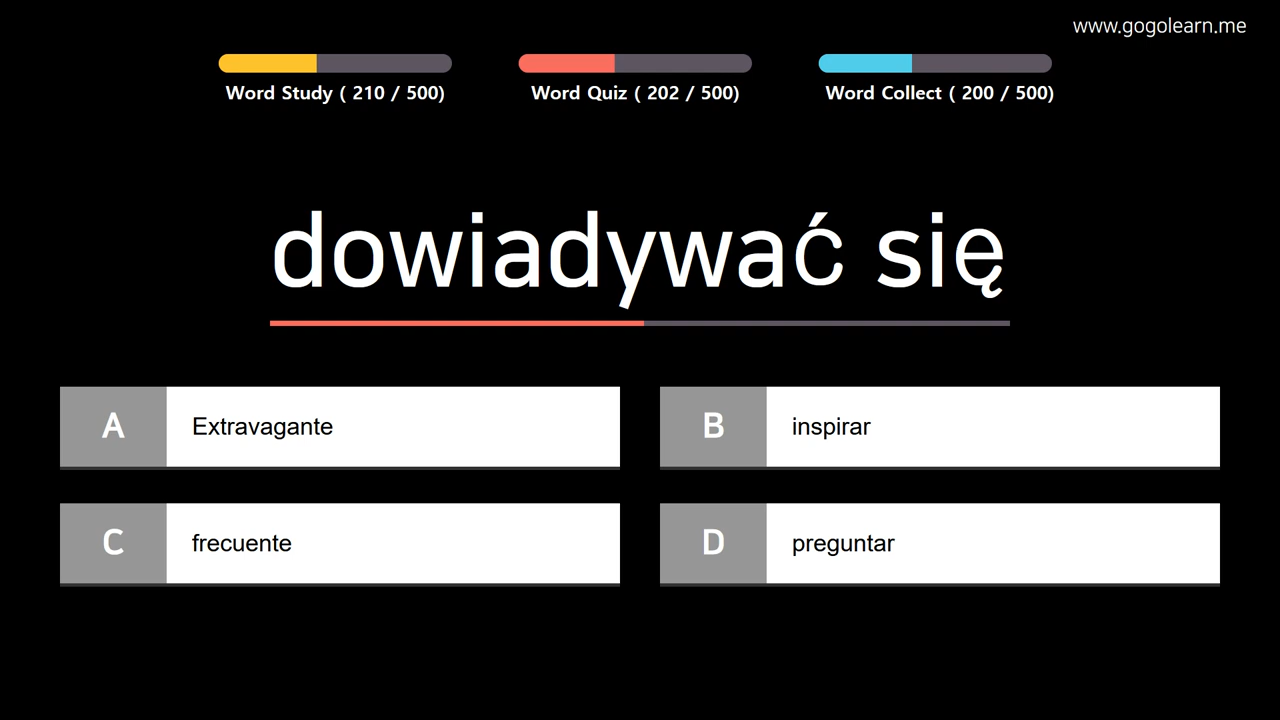 www.gogolearn.me
Word Study ( 210 / 500)
Word Quiz ( 202 / 500)
Word Collect ( 200 / 500)
dowiadywać się
A Extravagante
B inspirar
C frecuente
D preguntar